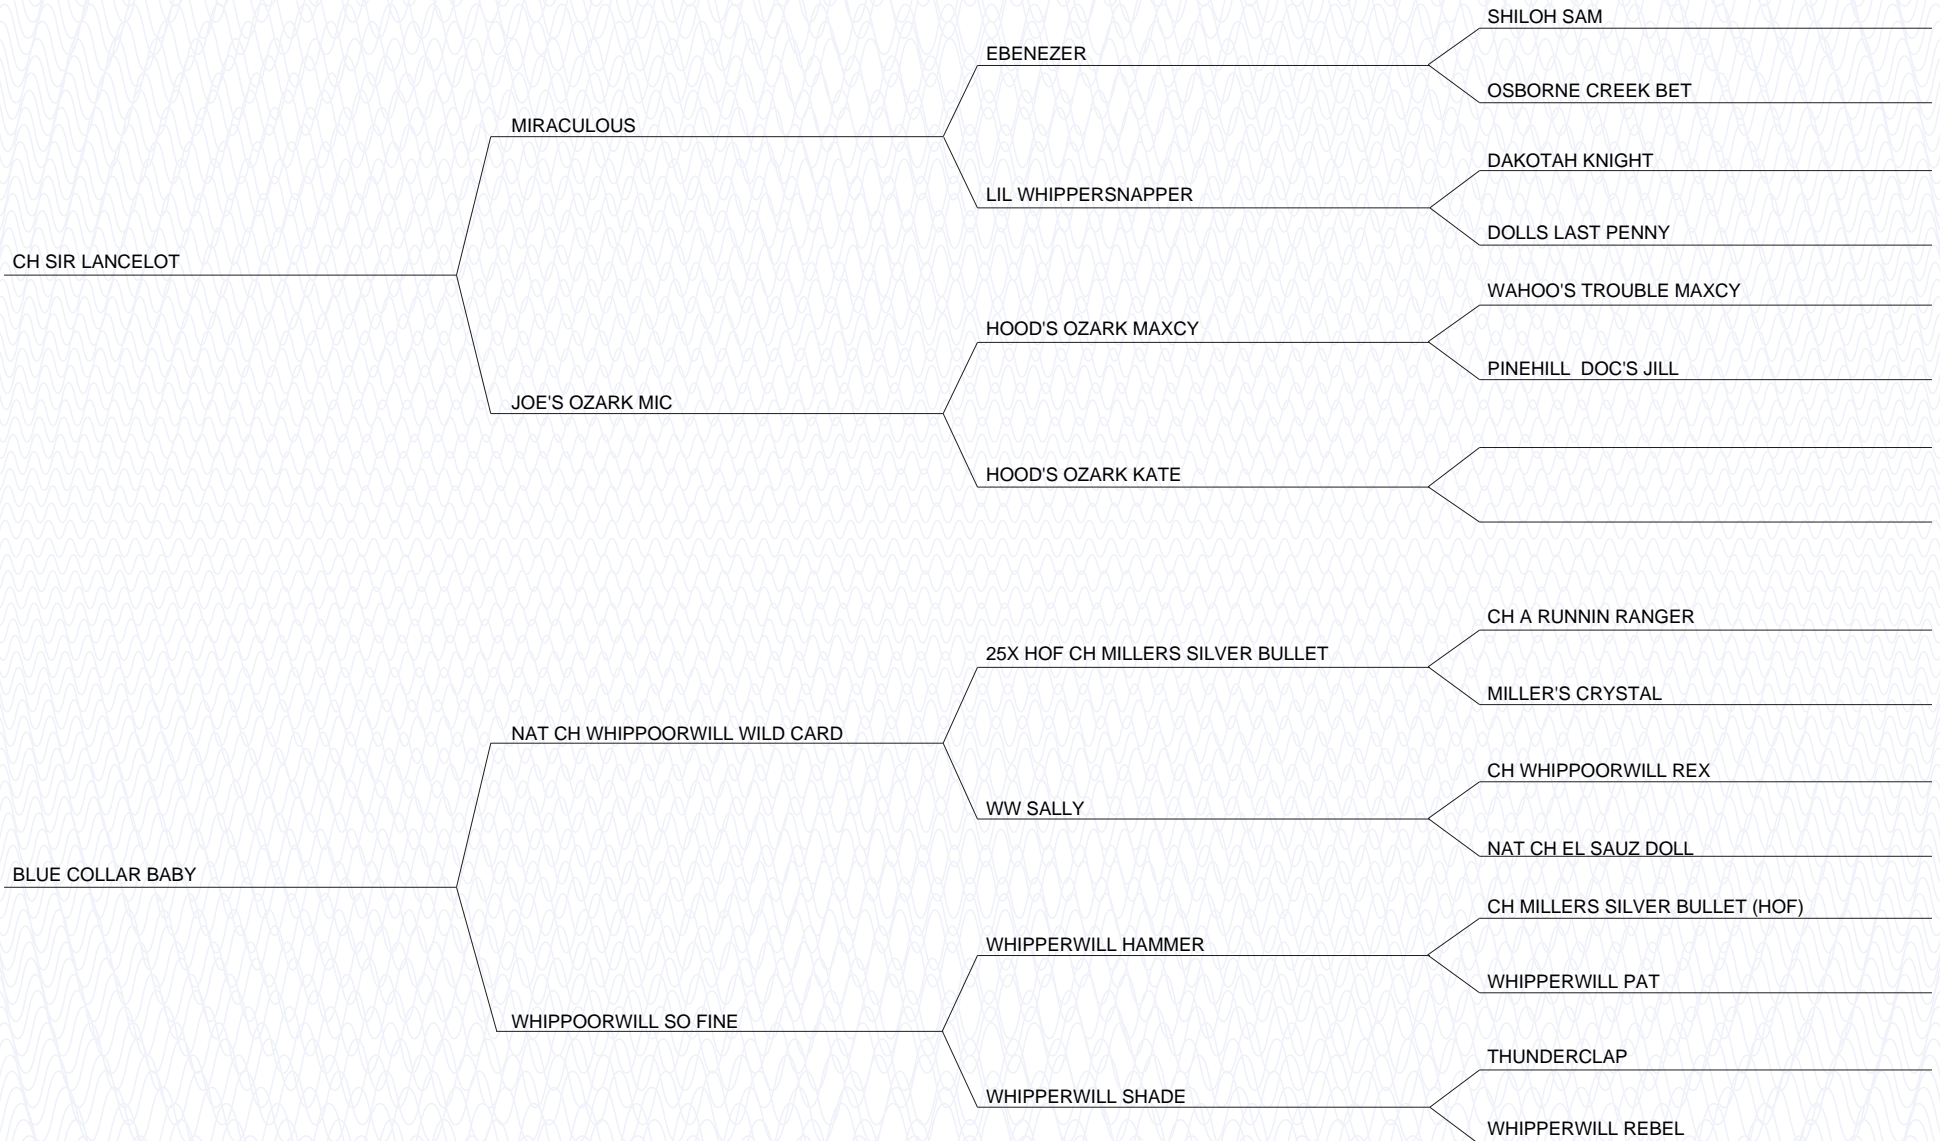 SHILOH SAM
EBENEZER
OSBORNE CREEK BET
MIRACULOUS
DAKOTAH KNIGHT
LIL WHIPPERSNAPPER
DOLLS LAST PENNY
CH SIR LANCELOT
WAHOO'S TROUBLE MAXCY
HOOD'S OZARK MAXCY
PINEHILL  DOC'S JILL
JOE'S OZARK MIC
HOOD'S OZARK KATE
CH A RUNNIN RANGER
25X HOF CH MILLERS SILVER BULLET
MILLER'S CRYSTAL
NAT CH WHIPPOORWILL WILD CARD
CH WHIPPOORWILL REX
WW SALLY
NAT CH EL SAUZ DOLL
BLUE COLLAR BABY
CH MILLERS SILVER BULLET (HOF)
WHIPPERWILL HAMMER
WHIPPERWILL PAT
WHIPPOORWILL SO FINE
THUNDERCLAP
WHIPPERWILL SHADE
WHIPPERWILL REBEL